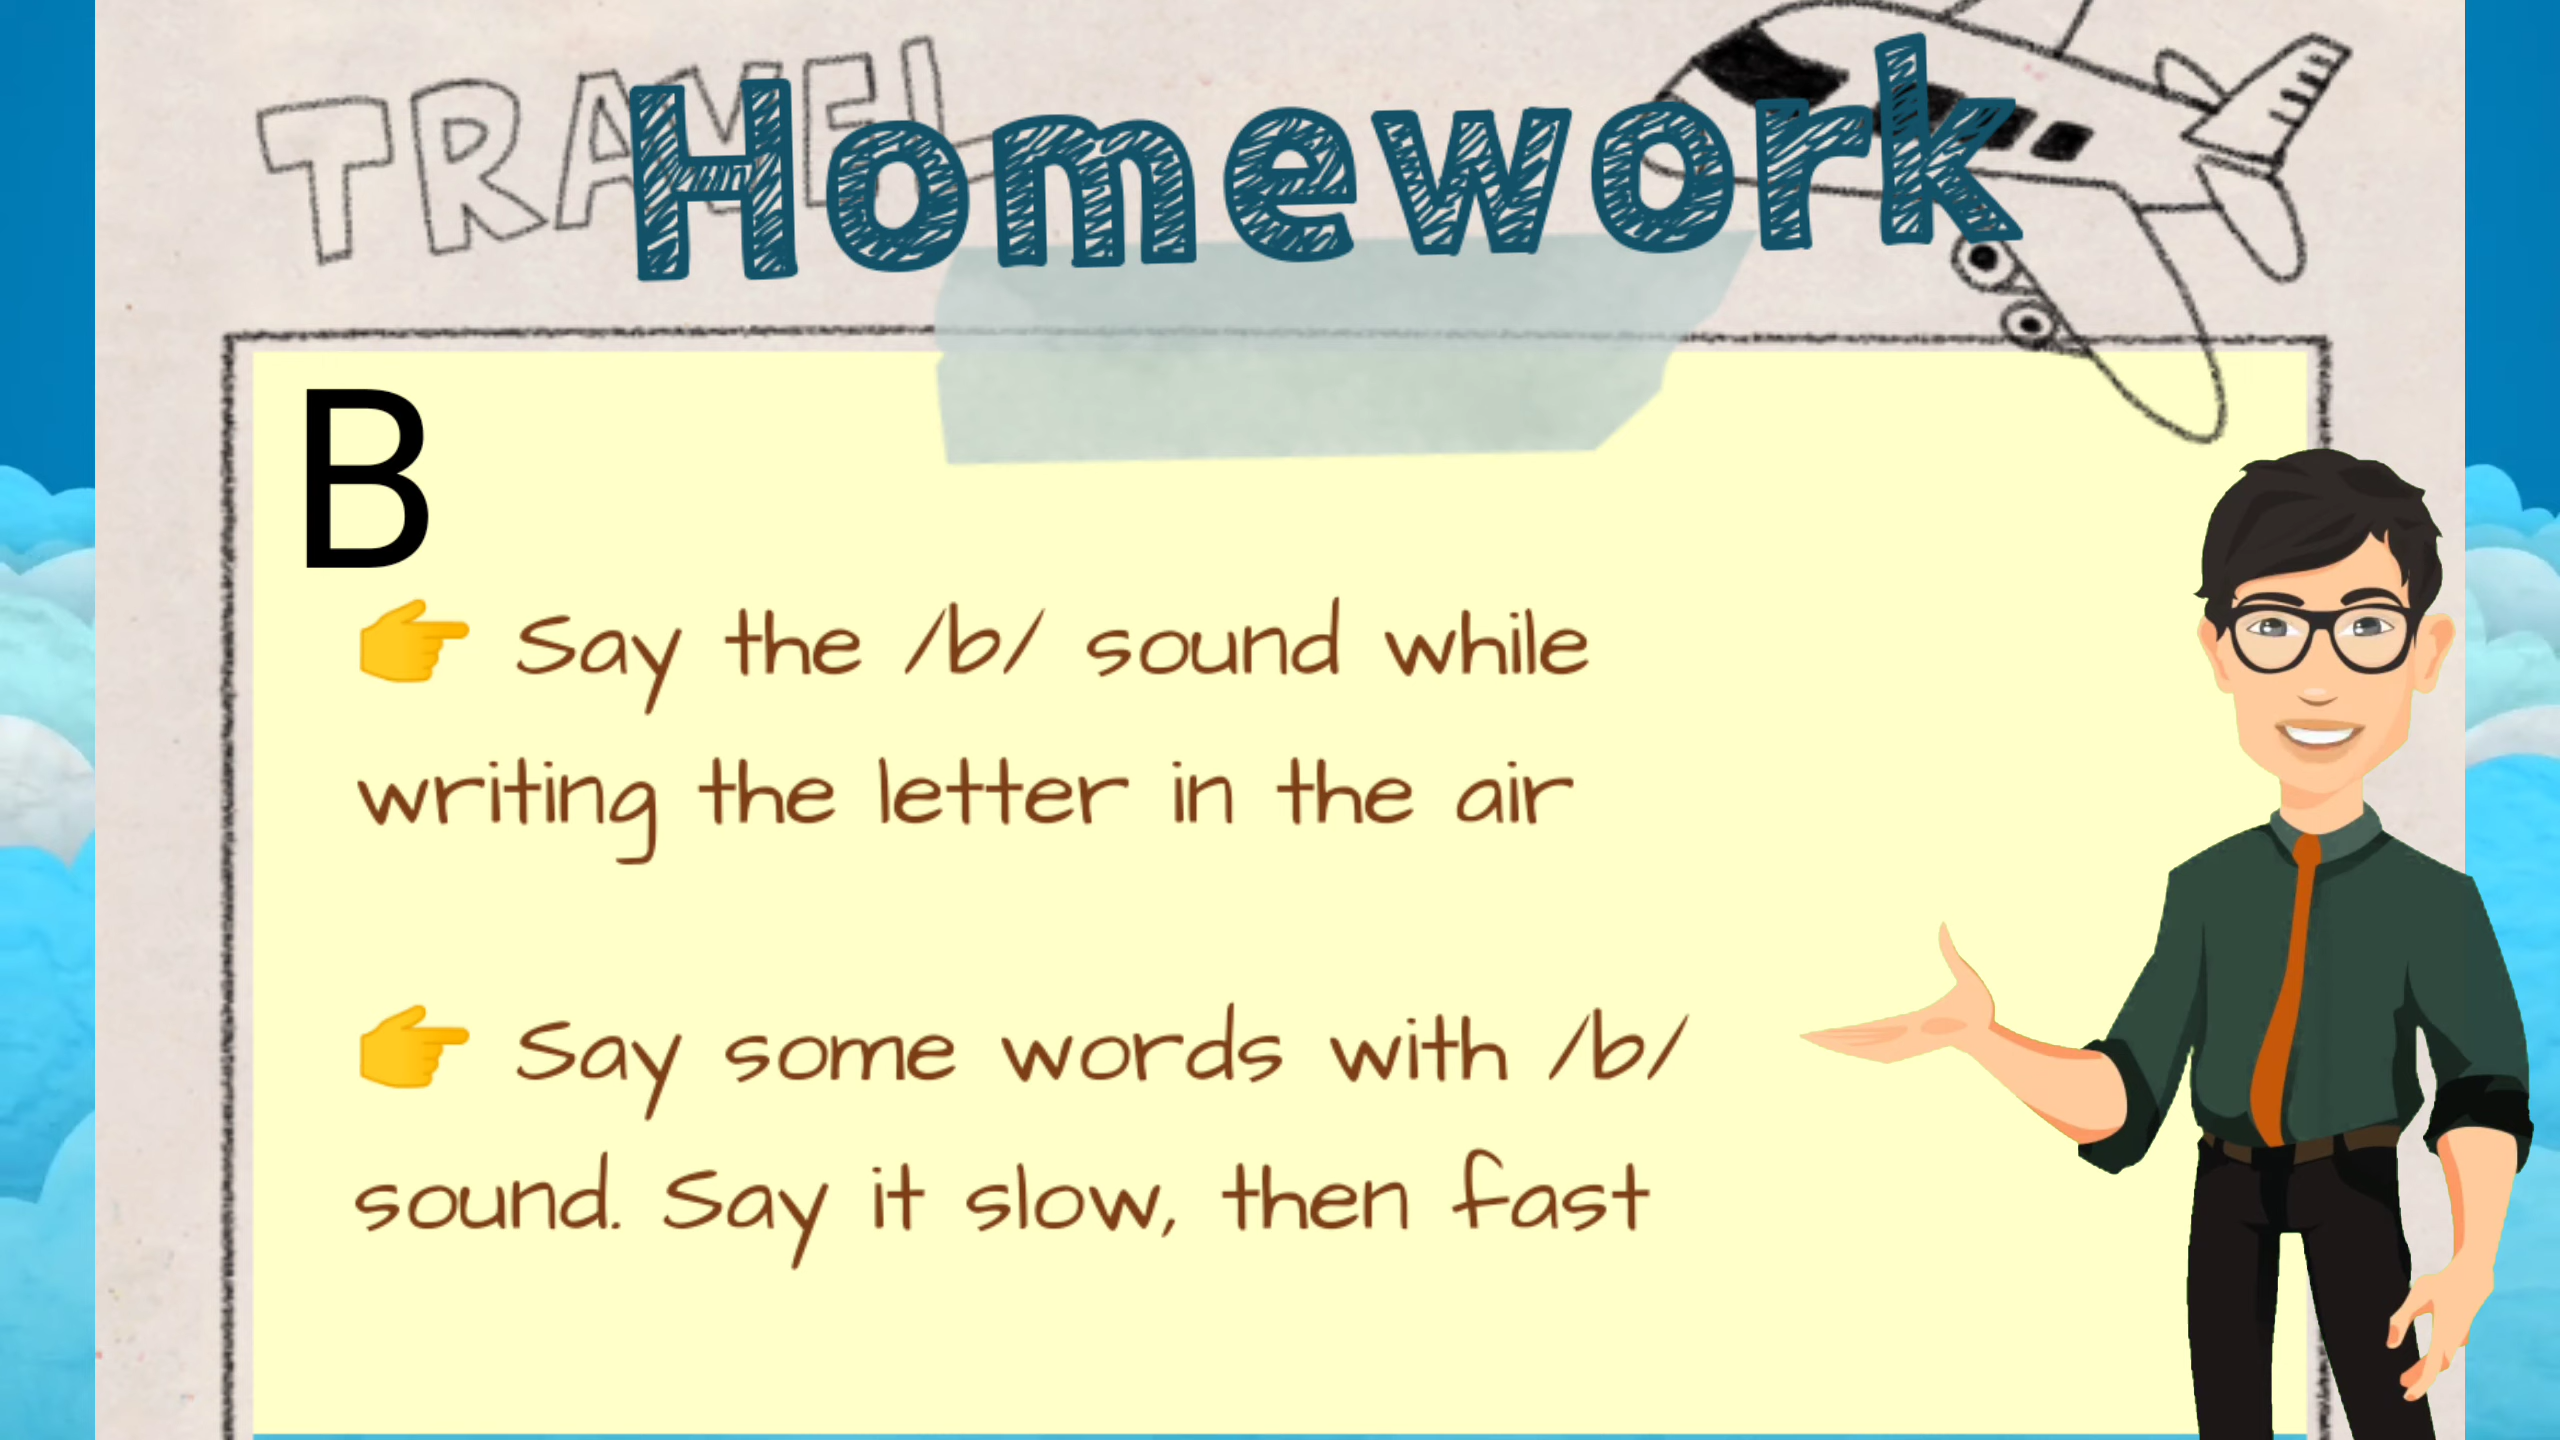 TRAVEL
Homework
B
👉 Say the /b/ sound while
writing the letter in the air
👉 Say some words with /b/
sound. Say it slow, then fast